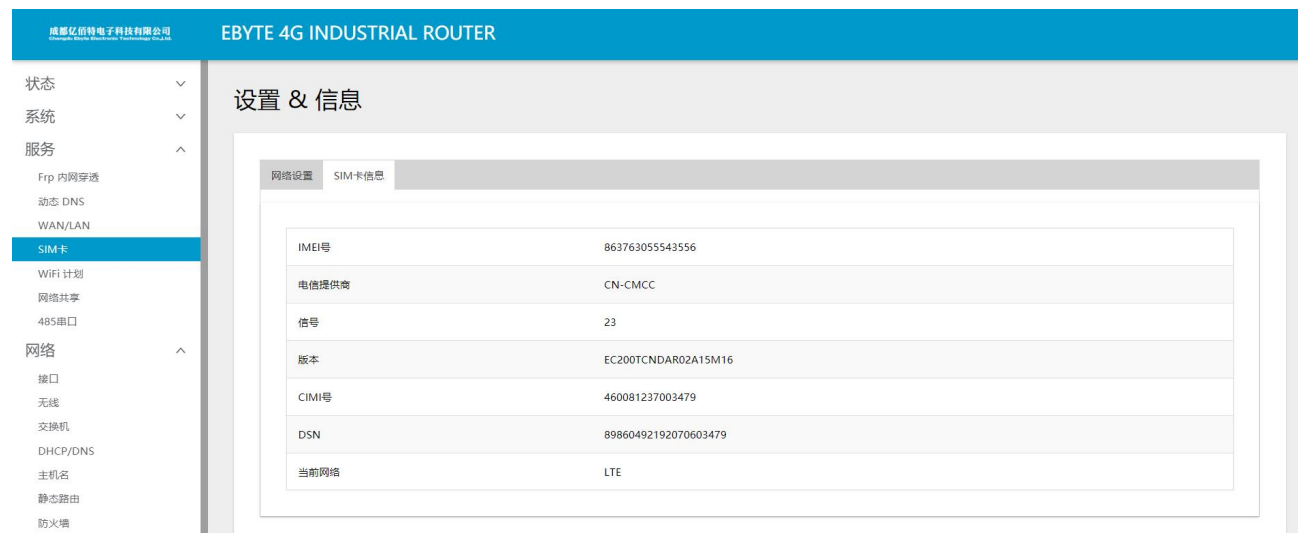 成都亿佰特电子科技有限公司
Chengdu Ebyte Electronic Technology Co.,Ltd.
EBYTE 4G INDUSTRIAL ROUTER
状态
系统
服务
Frp 内网穿透
动态 DNS
WAN/LAN
SIM卡
WiFi 计划
网络共享
485串口
网络
接口
无线
交换机
DHCP/DNS
主机名
静态路由
防火墙
设置 & 信息
网络设置 SIM卡信息
IMEI号 863763055543556
电信提供商 CN-CMCC
信号 23
版本 EC200TCNDAR02A15M16
CIMI号 460081237003479
DSN 89860492192070603479
当前网络 LTE